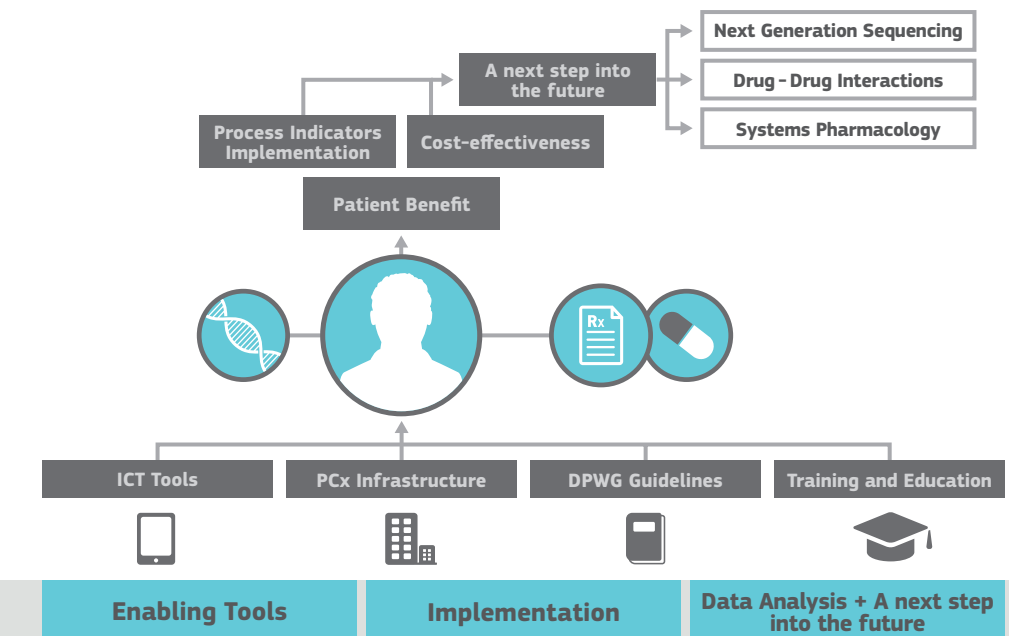 Next Generation Sequencing
A next step into
the future
Drug - Drug Interactions
Systems Pharmacology
Process Indicators
Implementation
Cost-effectiveness
Patient Benefit
Rx
ICT Tools
PCx Infrastructure
DPWG Guidelines
Training and Education
Enabling Tools
Implementation
Data Analysis + A next step
into the future